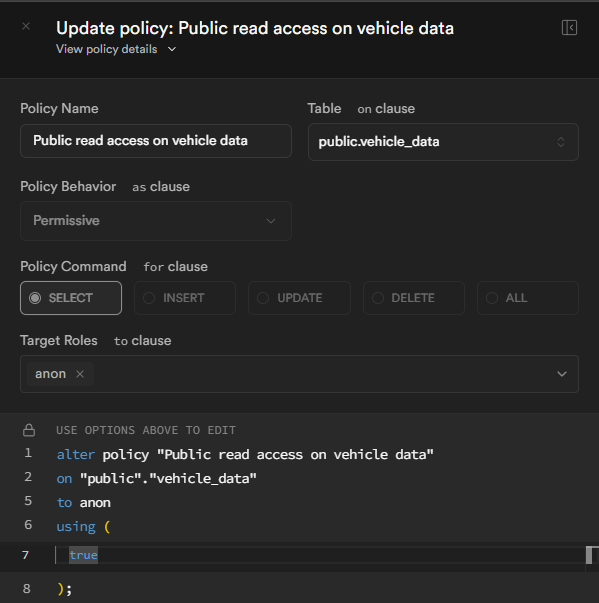 Update policy: Public read access on vehicle data
View policy details
Policy Name
Table on clause
Public read access on vehicle data
public.vehicle_data
Policy Behavior as clause
Permissive
Policy Command for clause
SELECT INSERT UPDATE DELETE ALL
Target Roles to clause
anon ×
USE OPTIONS ABOVE TO EDIT
1 alter policy "Public read access on vehicle data"
2 on "public"."vehicle_data"
5 to anon
6 using (
7 true
8 );